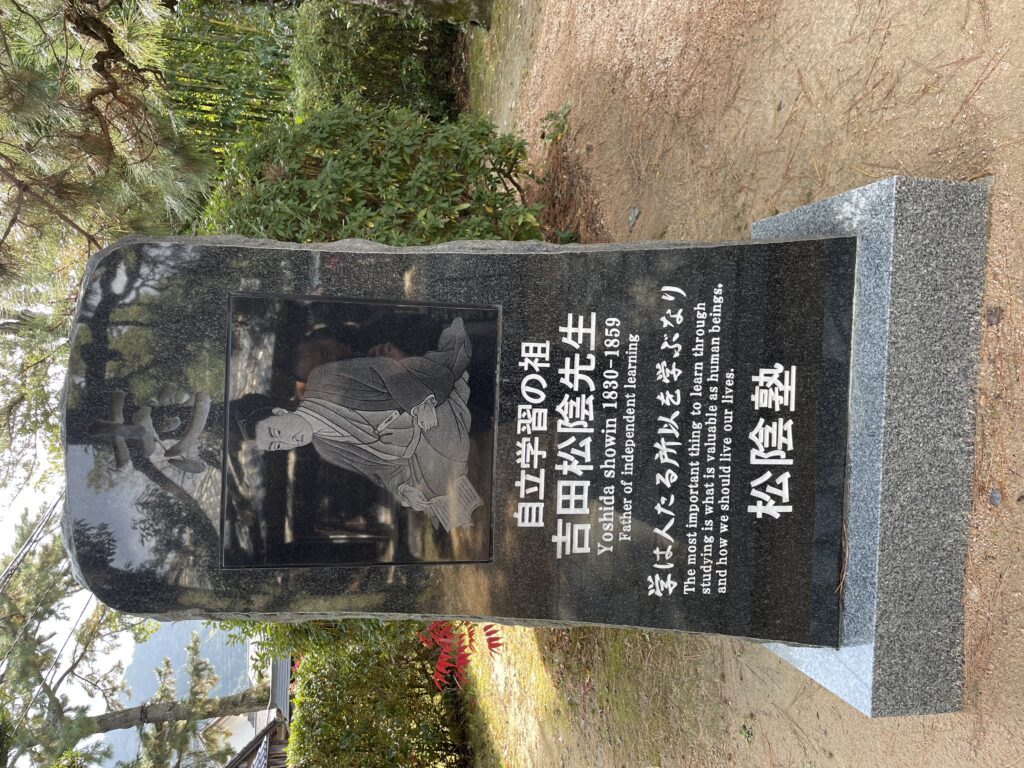 志
自立学習の祖
吉田松陰先生
Yoshida showin 1830-1859
Father of independent learning
学は人たる所以を学ぶなり
The most important thing to learn through
studying is what is valuable as human beings,
and how we should live our lives.
松陰塾